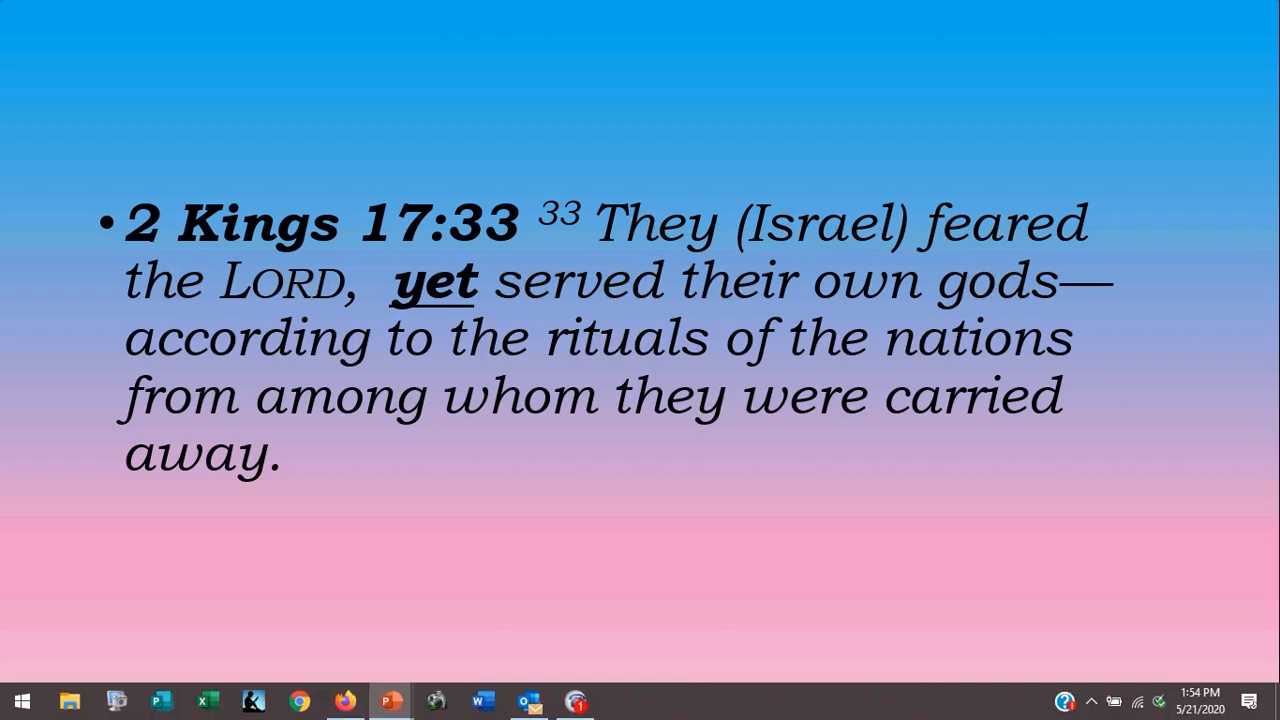 • 2 Kings 17:33 33 They (Israel) feared
the LORD,  yet served their own gods—
according to the rituals of the nations
from among whom they were carried
away.
1:54 PM
5/21/2020